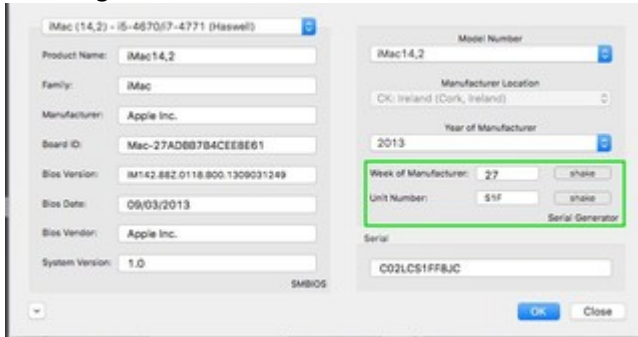 iMac (14,2) - i5-4670/i7-4771 (Haswell)
Product Name: iMac14,2
Family: iMac
Manufacturer: Apple Inc.
Board ID: Mac-27ADBB7B4CEE8E61
Bios Version: IM142.88Z.0118.B00.1309031249
Bios Date: 09/03/2013
Bios Vendor: Apple Inc.
System Version: 1.0
SMBIOS
Model Number
iMac14,2
Manufacturer Location
CK: Ireland (Cork, Ireland)
Year of Manufacturer
2013
Week of Manufacturer: 27 shake
Unit Number: S1F shake
Serial Generator
Serial
C02LCS1FF8JC
OK Close